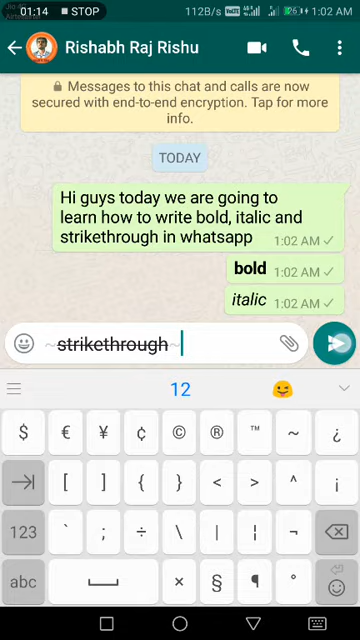 01:14 STOP 112B/s VoLTE 26 1:02 AM
Rishabh Raj Rishu
Messages to this chat and calls are now
secured with end-to-end encryption. Tap for more
info.
TODAY
Hi guys today we are going to
learn how to write bold, italic and
strikethrough in whatsapp 1:02 AM
bold 1:02 AM
italic 1:02 AM
~strikethrough~
12
$ € ¥ ¢ © ® ™ ~ ¿
[ ] { } < > ^ ¡
123 ` ; ÷ \ | ¦ ¬
abc × § ¶ °